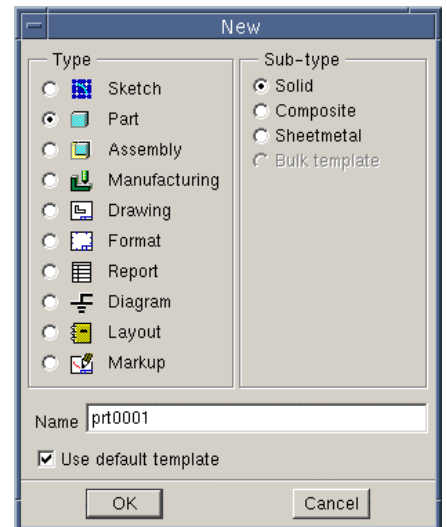 New
Type
Sketch
Part
Assembly
Manufacturing
Drawing
Format
Report
Diagram
Layout
Markup
Sub-type
Solid
Composite
Sheetmetal
Bulk template
Name prt0001
Use default template
OK Cancel